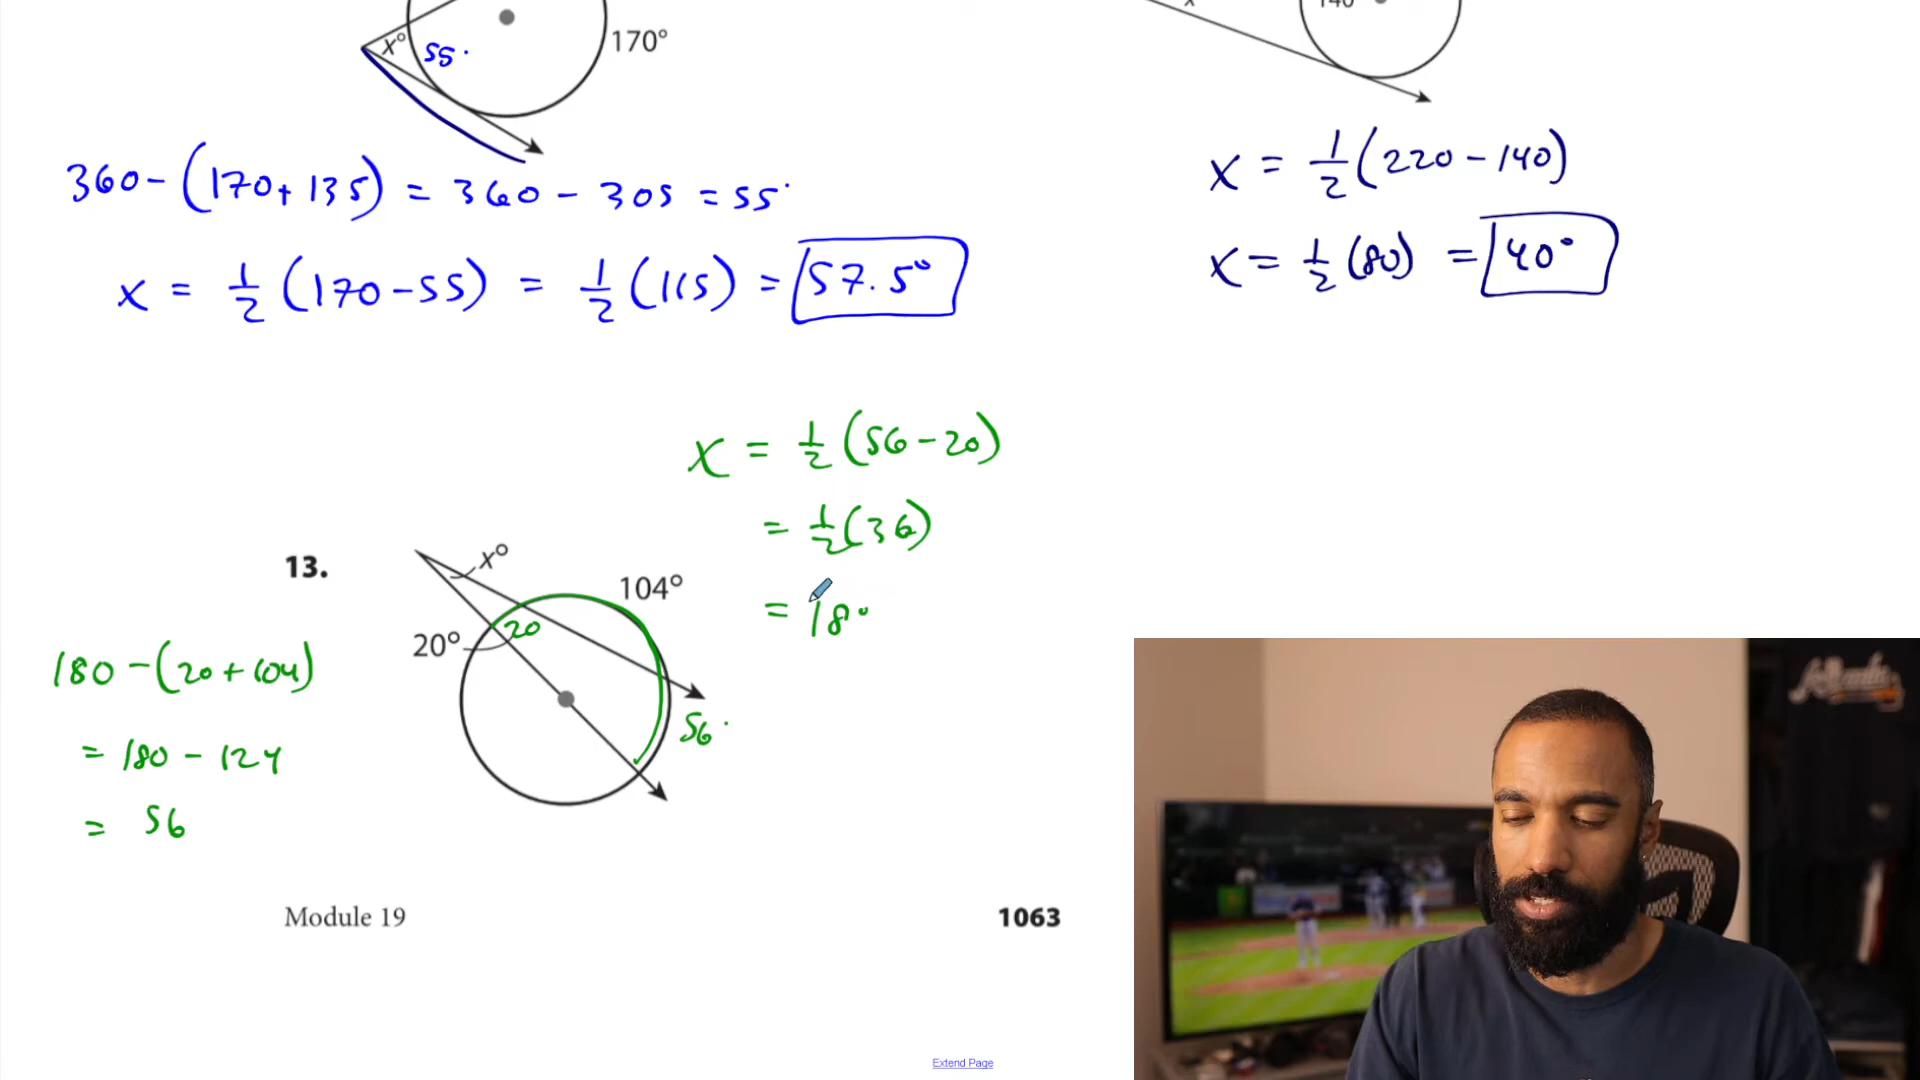 x°
55°
170°
360-(170+135) = 360 - 305 = 55°
x = 1/2 (170-55) = 1/2 (115) = 57.5°
x = 1/2 (220-140)
x = 1/2 (80) = 40°
x = 1/2 (56-20)
= 1/2 (36)
= 18°
13.
x°
104°
20°
20
56°
180-(20+104)
= 180 - 124
= 56
Module 19
1063
Extend Page